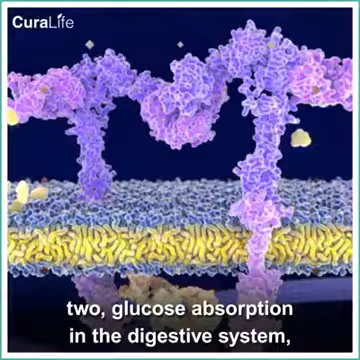 CuraLife
two, glucose absorption
in the digestive system,